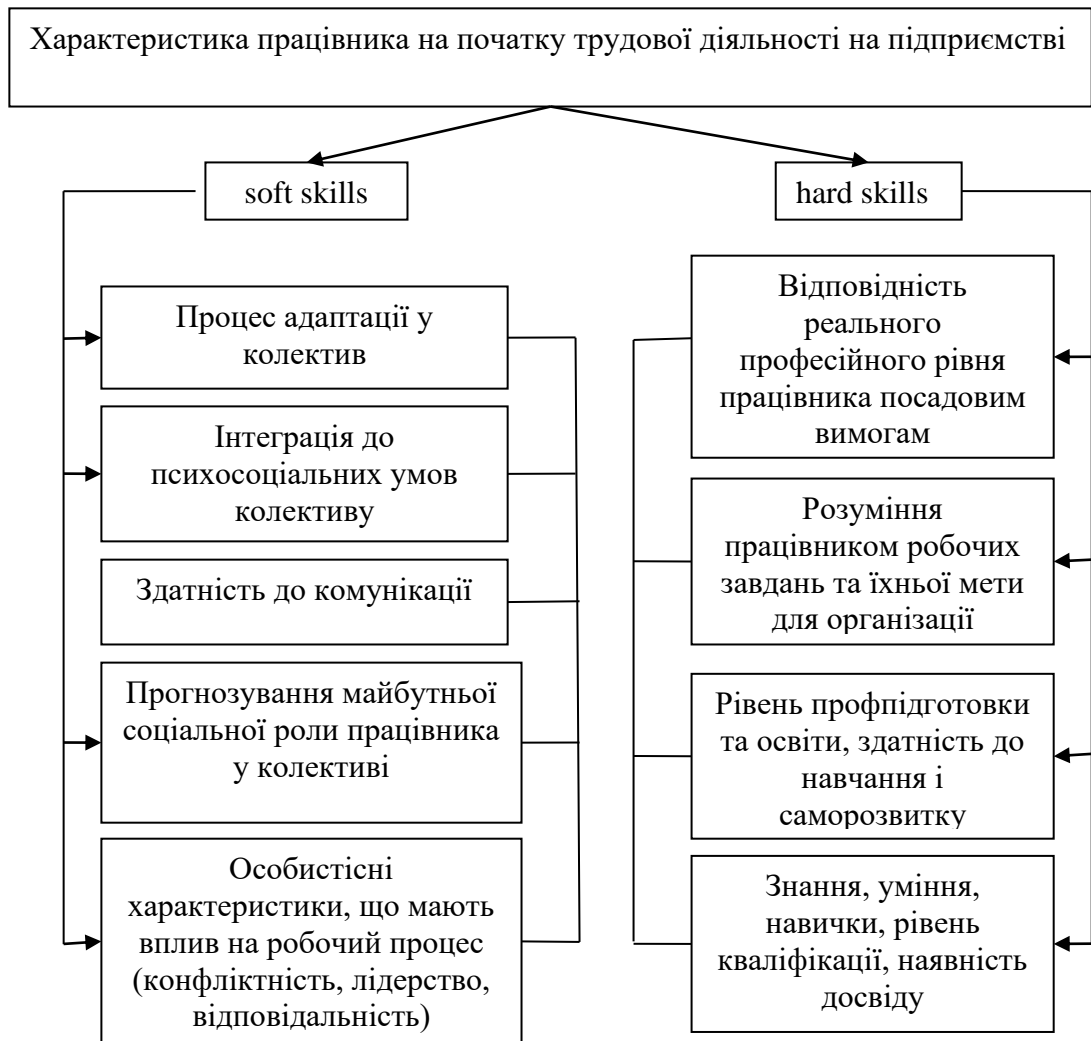 Характеристика працівника на початку трудової діяльності на підприємстві
soft skills
hard skills
Процес адаптації у
колектив
Інтеграція до
психосоціальних умов
колективу
Здатність до комунікації
Прогнозування майбутньої
соціальної роли працівника
у колективі
Особистісні
характеристики, що мають
вплив на робочий процес
(конфліктність, лідерство,
відповідальність)
Відповідність
реального
професійного рівня
працівника посадовим
вимогам
Розуміння
працівником робочих
завдань та їхньої мети
для організації
Рівень профпідготовки
та освіти, здатність до
навчання і
саморозвитку
Знання, уміння,
навички, рівень
кваліфікації, наявність
досвіду